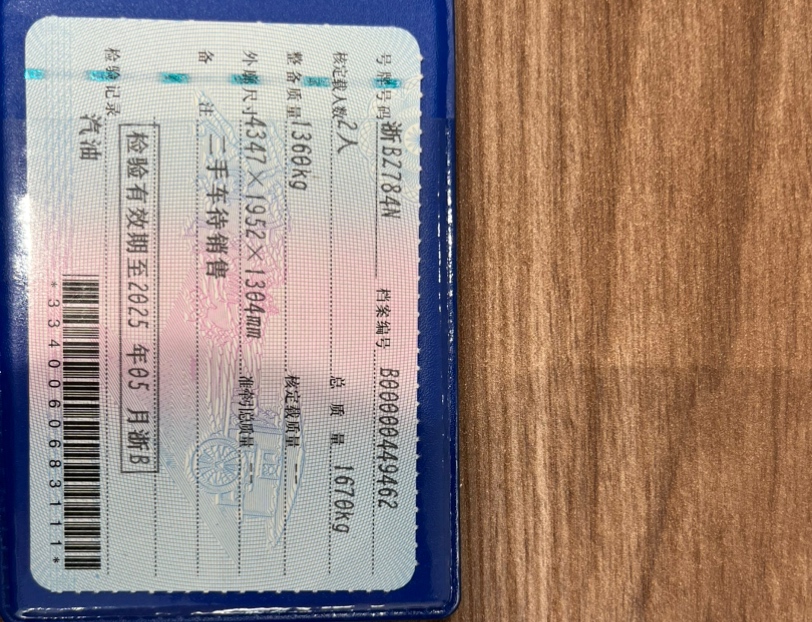 号牌号码 浙B2784N 档案编号 B00000449462
核定载人数 2人 总质量 1670kg
整备质量 1360kg 核定载质量 --
外廓尺寸 4347×1952×1304mm 准牵引总质量 --
备注 二手车待销售
检验有效期至2025年05月浙B
检验记录
汽油
*3340060683111*